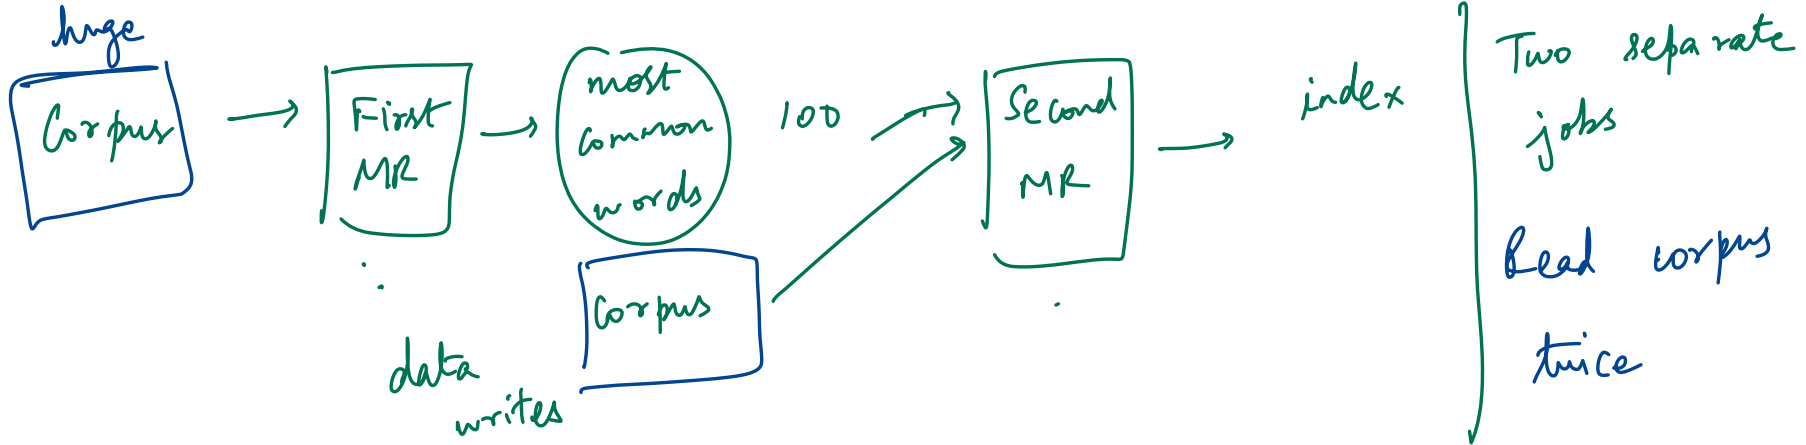 huge
Corpus
First
MR
most
common
words
100
Corpus
data
writes
Second
MR
index
Two separate
jobs
Read corpus
twice